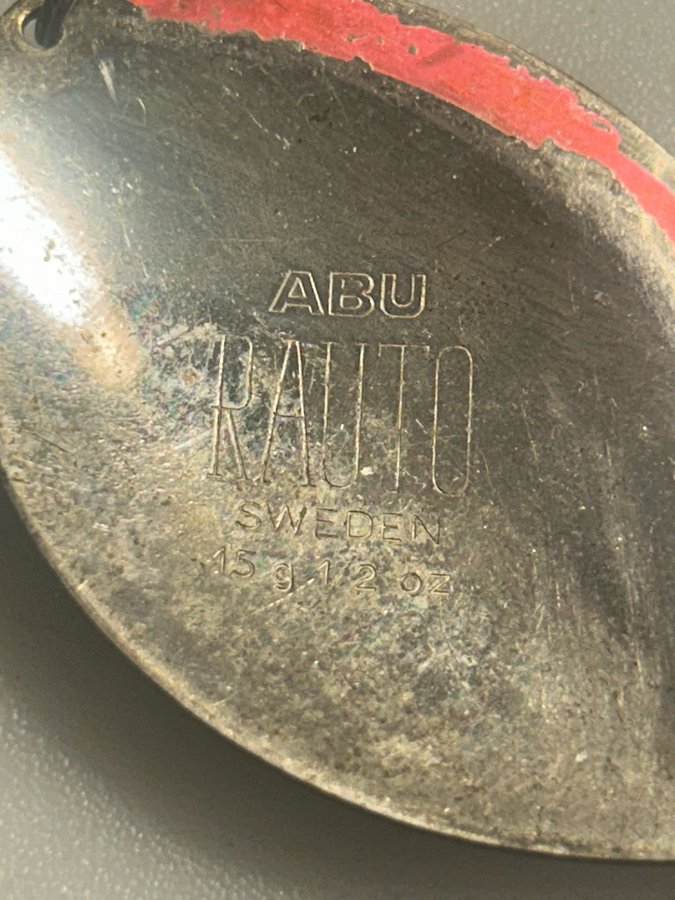 ABU
RAUTO
SWEDEN
15 g 1 2 oz